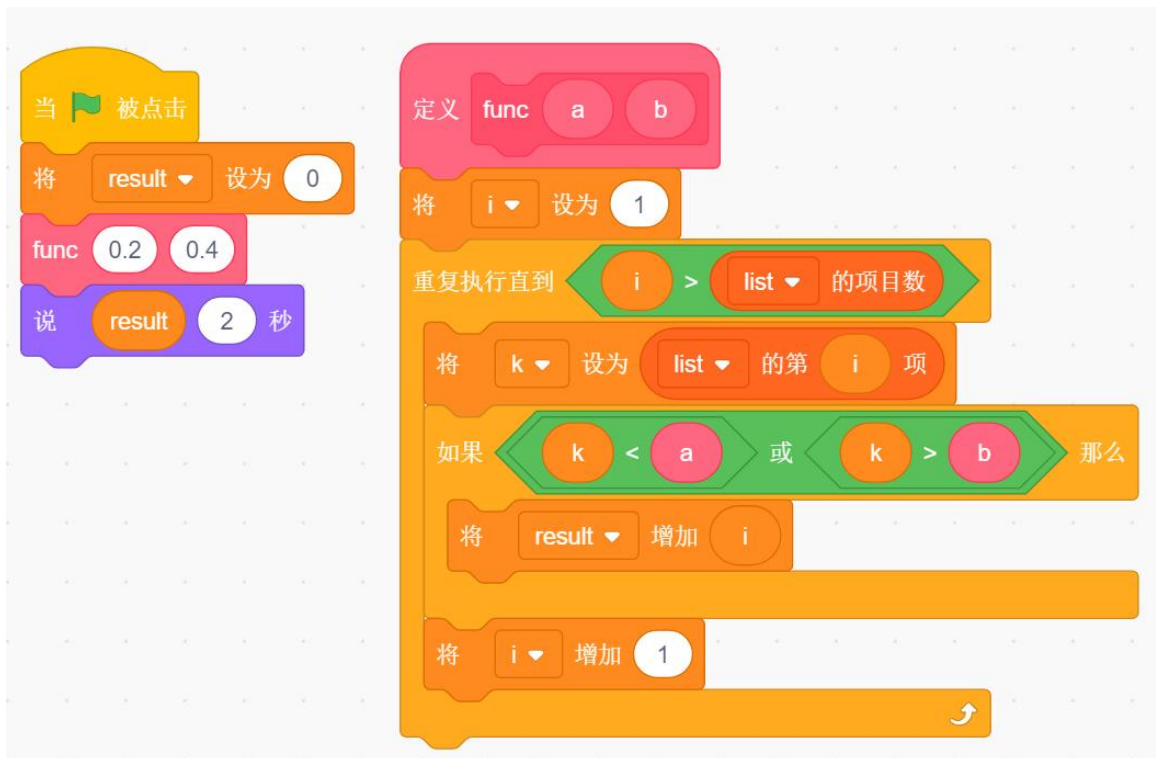 当 被点击
将 result 设为 0
func 0.2 0.4
说 result 2 秒
定义 func a b
将 i 设为 1
重复执行直到 i > list 的项目数
将 k 设为 list 的第 i 项
如果 k < a 或 k > b 那么
将 result 增加 i
将 i 增加 1